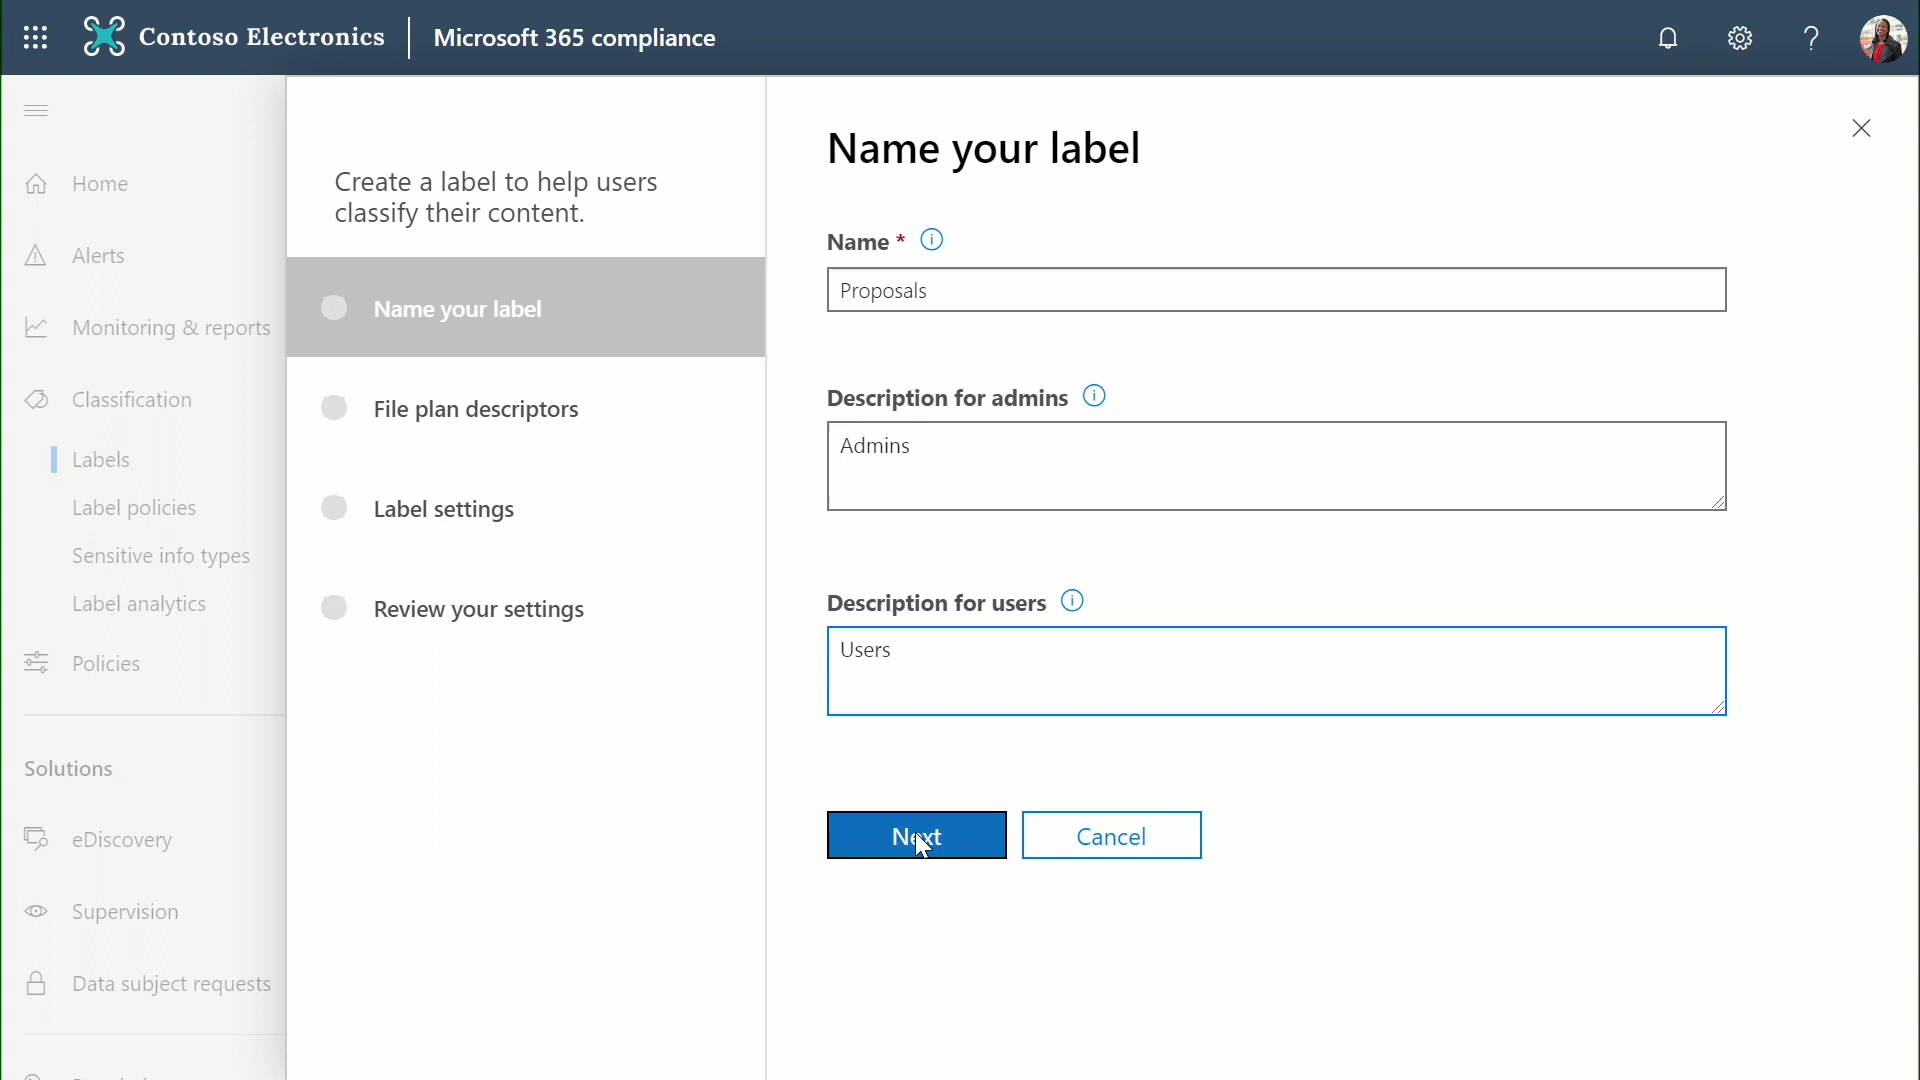 Contoso Electronics
Microsoft 365 compliance
Home
Alerts
Monitoring & reports
Classification
Labels
Label policies
Sensitive info types
Label analytics
Policies
Solutions
eDiscovery
Supervision
Data subject requests
Create a label to help users
classify their content.
Name your label
File plan descriptors
Label settings
Review your settings
Name your label
Name *
Proposals
Description for admins
Admins
Description for users
Users
Next
Cancel